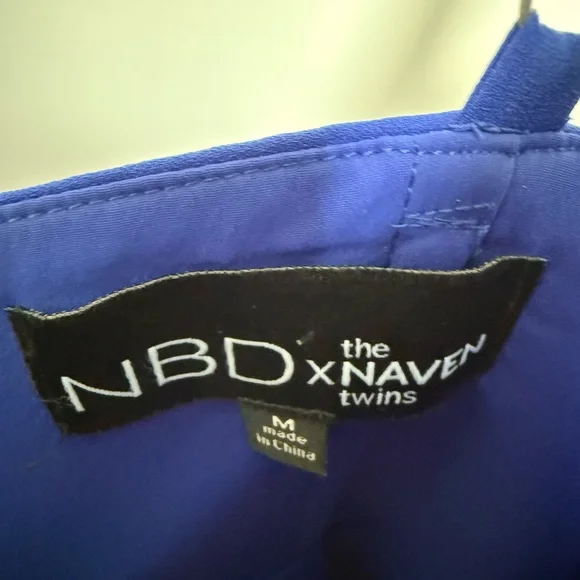 NBD x the NAVEN twins
M
made
in China